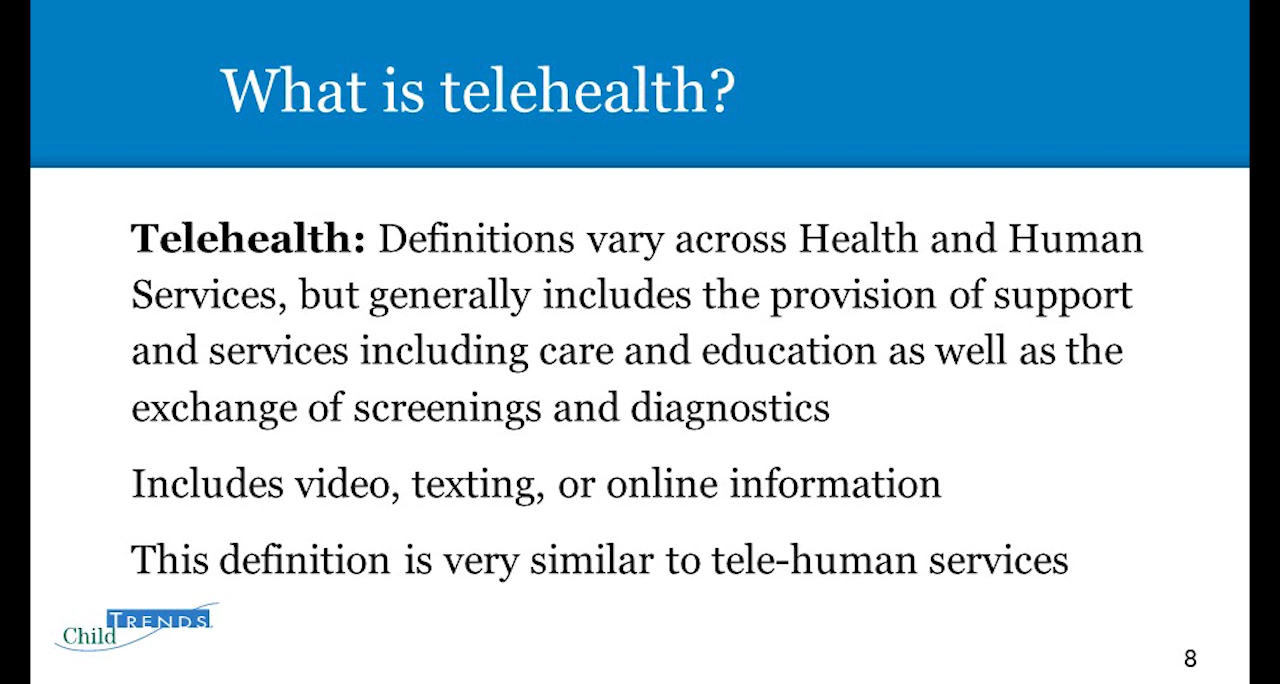 What is telehealth?
Telehealth: Definitions vary across Health and Human
Services, but generally includes the provision of support
and services including care and education as well as the
exchange of screenings and diagnostics
Includes video, texting, or online information
This definition is very similar to tele-human services
Child TRENDS
8